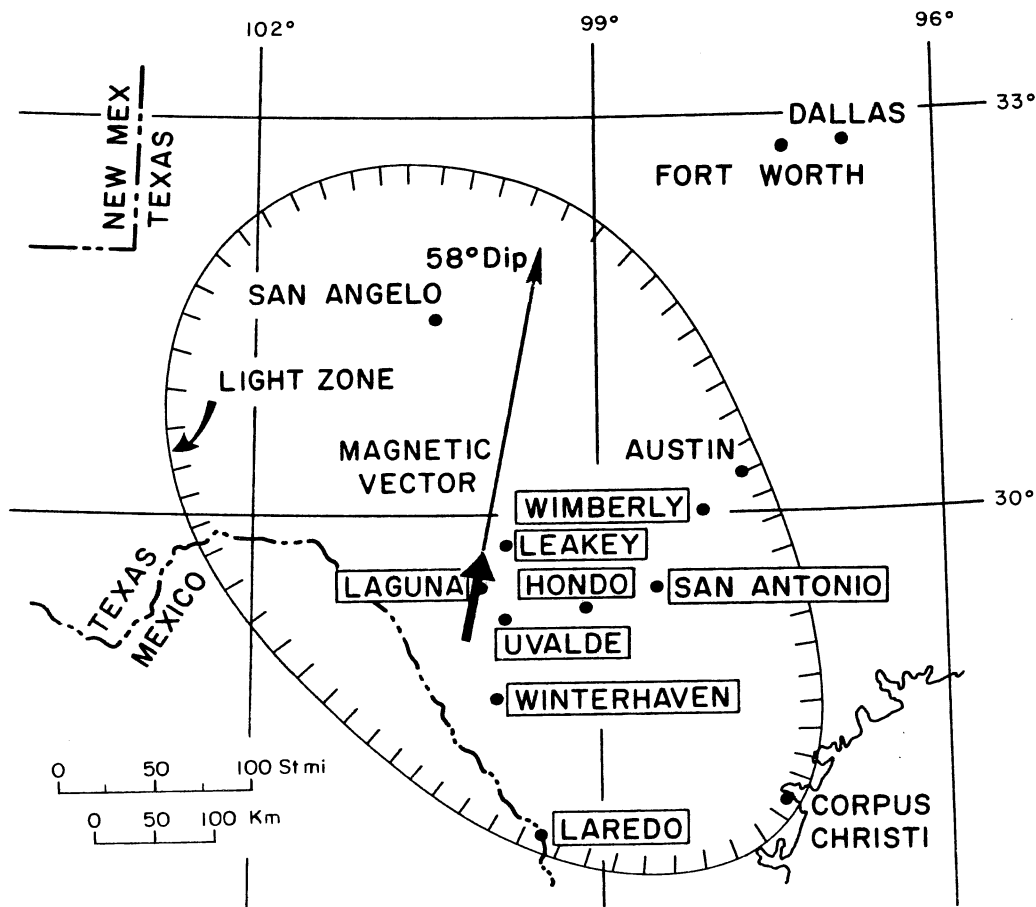 102°
99°
96°
33°
NEW MEX
TEXAS
DALLAS
FORT WORTH
58° Dip
SAN ANGELO
LIGHT ZONE
MAGNETIC
VECTOR
AUSTIN
WIMBERLY
30°
LEAKEY
LAGUNA
HONDO
SAN ANTONIO
TEXAS
MEXICO
UVALDE
WINTERHAVEN
0 50 100 St mi
0 50 100 Km
LAREDO
CORPUS
CHRISTI